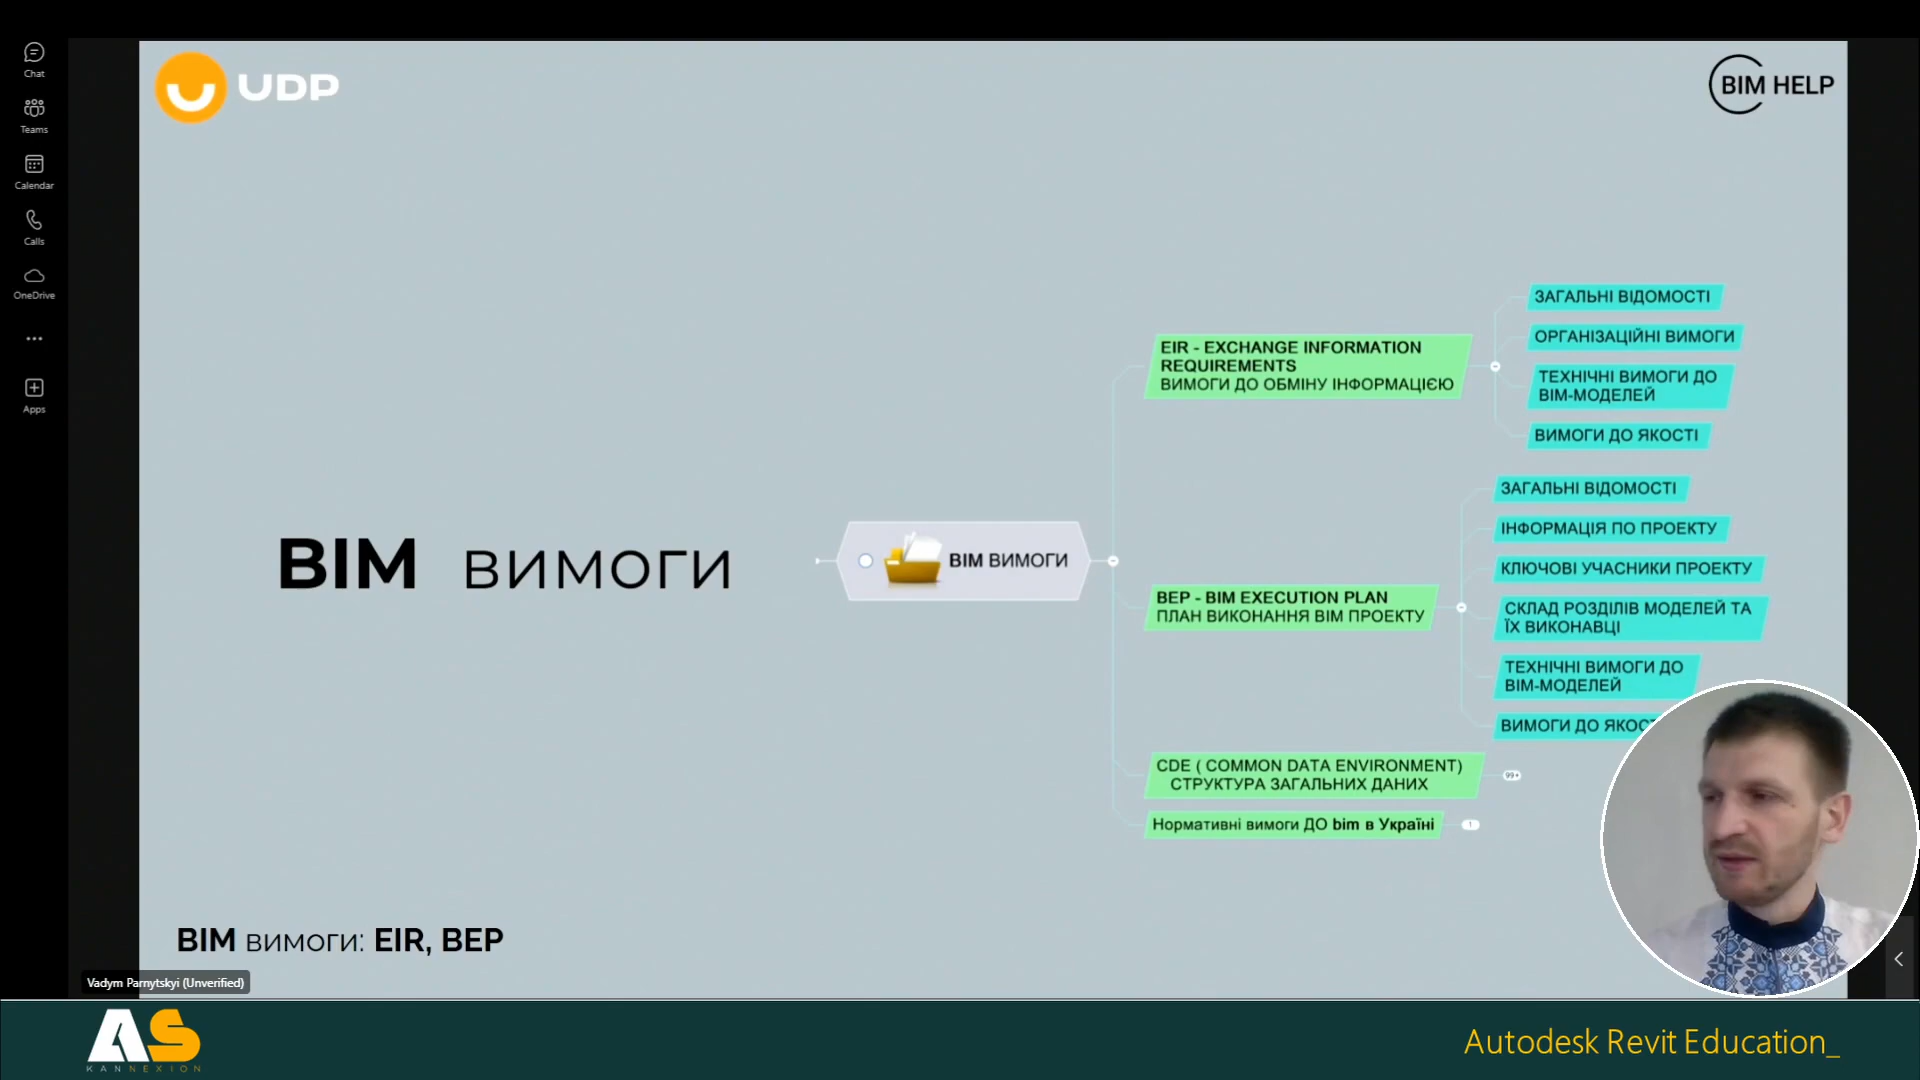 Chat
Teams
Calendar
Calls
OneDrive
Apps
UDP
BIM HELP
BIM вимоги
BIM ВИМОГИ
EIR - EXCHANGE INFORMATION
REQUIREMENTS
ВИМОГИ ДО ОБМІНУ ІНФОРМАЦІЄЮ
ЗАГАЛЬНІ ВІДОМОСТІ
ОРГАНІЗАЦІЙНІ ВИМОГИ
ТЕХНІЧНІ ВИМОГИ ДО
BIM-МОДЕЛЕЙ
ВИМОГИ ДО ЯКОСТІ
BEP - BIM EXECUTION PLAN
ПЛАН ВИКОНАННЯ BIM ПРОЕКТУ
ЗАГАЛЬНІ ВІДОМОСТІ
ІНФОРМАЦІЯ ПО ПРОЕКТУ
КЛЮЧОВІ УЧАСНИКИ ПРОЕКТУ
СКЛАД РОЗДІЛІВ МОДЕЛЕЙ ТА
ЇХ ВИКОНАВЦІ
ТЕХНІЧНІ ВИМОГИ ДО
BIM-МОДЕЛЕЙ
ВИМОГИ ДО
CDE ( COMMON DATA ENVIRONMENT)
СТРУКТУРА ЗАГАЛЬНИХ ДАНИХ
99+
Нормативні вимоги ДО bim в Україні
1
BIM вимоги: EIR, BEP
Vadym Parnytskyi (Unverified)
AS
KANNEXION
Autodesk Revit Education_